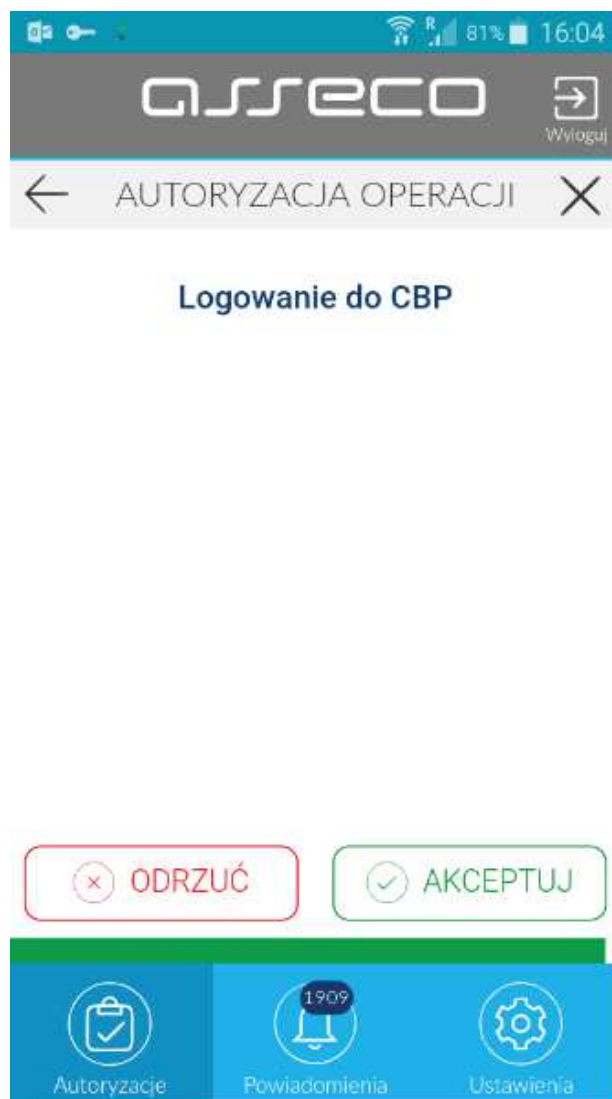 R 81% 16:04
asseco
Wyloguj
AUTORYZACJA OPERACJI
Logowanie do CBP
ODRZUĆ AKCEPTUJ
1909
Autoryzacje Powiadomienia Ustawienia